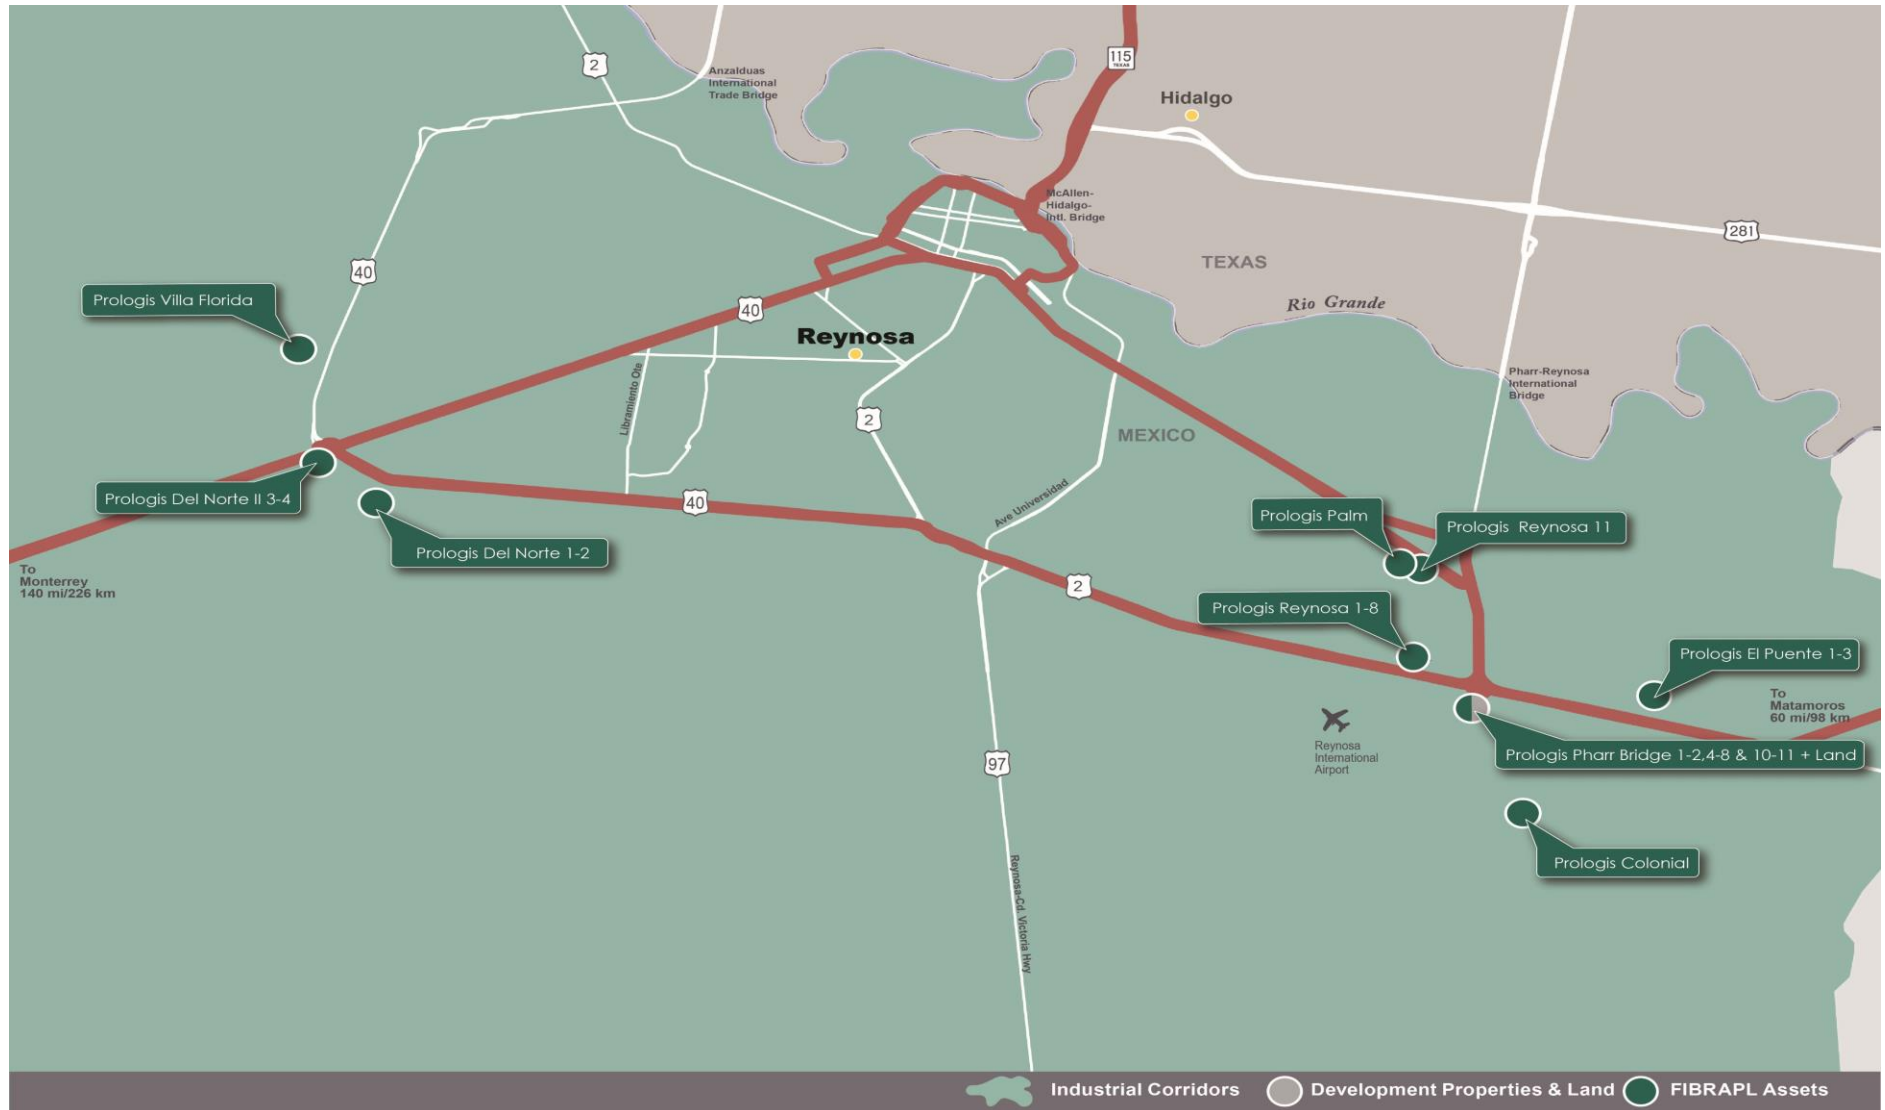 2
Anzalduas
International
Trade Bridge
115
TEXAS
Hidalgo
McAllen-
Hidalgo-
Intl. Bridge
281
TEXAS
40
Rio Grande
Prologis Villa Florida
40
Reynosa
Pharr-Reynosa
International
Bridge
Libramiento Ote
2
MEXICO
Prologis Del Norte II 3-4
40
Ave Universidad
Prologis Palm
Prologis Reynosa 11
Prologis Del Norte 1-2
To
Monterrey
140 mi/226 km
2
Prologis Reynosa 1-8
Prologis El Puente 1-3
To
Matamoros
60 mi/98 km
Reynosa
International
Airport
Prologis Pharr Bridge 1-2,4-8 & 10-11 + Land
97
Prologis Colonial
Reynosa-Cd. Victoria Hwy
Industrial Corridors
Development Properties & Land
FIBRAPL Assets